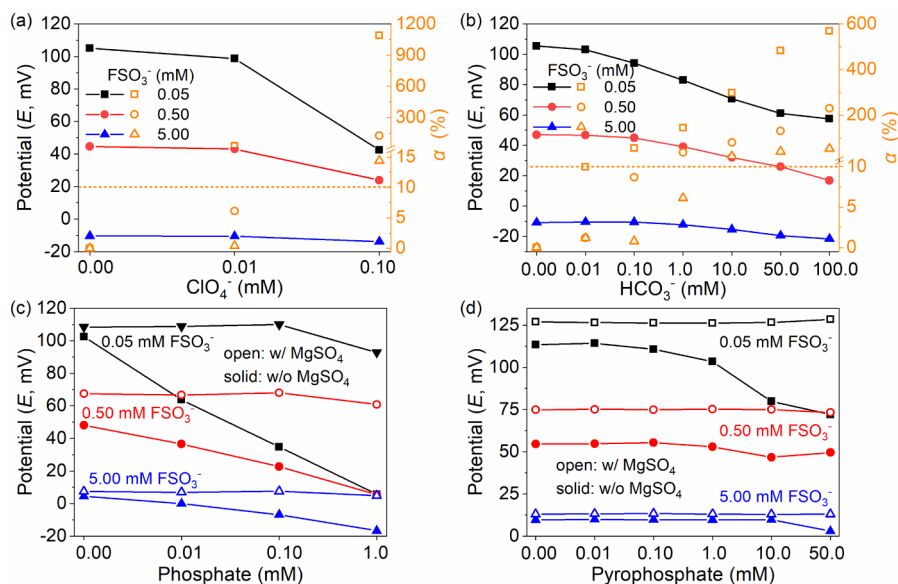 (a)
120
100
80
60
40
20
0
-20
Potential (E, mV)
FSO₃⁻ (mM)
0.05
0.50
5.00
1200
900
600
300
15
10
5
0
α (%)
0.00
0.01
0.10
ClO₄⁻ (mM)
(b)
120
100
80
60
40
20
0
-20
Potential (E, mV)
FSO₃⁻ (mM)
0.05
0.50
5.00
600
400
200
10
5
0
α (%)
0.00
0.01
0.10
1.0
10.0
50.0
100.0
HCO₃⁻ (mM)
(c)
120
100
80
60
40
20
0
-20
Potential (E, mV)
0.05 mM FSO₃⁻
open: w/ MgSO₄
solid: w/o MgSO₄
0.50 mM FSO₃⁻
5.00 mM FSO₃⁻
0.00
0.01
0.10
1.0
Phosphate (mM)
(d)
125
100
75
50
25
0
Potential (E, mV)
0.05 mM FSO₃⁻
0.50 mM FSO₃⁻
open: w/ MgSO₄
solid: w/o MgSO₄
5.00 mM FSO₃⁻
0.00
0.01
0.10
1.0
10.0
50.0
Pyrophosphate (mM)